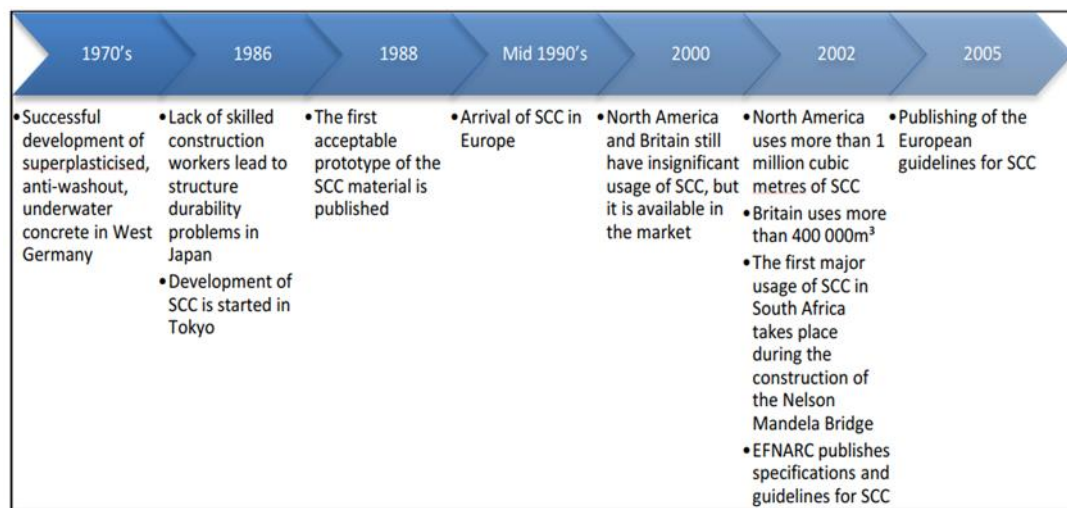 1970's
1986
1988
Mid 1990's
2000
2002
2005
•Successful
development of
superplasticised,
anti-washout,
underwater
concrete in West
Germany
•Lack of skilled
construction
workers lead to
structure
durability
problems in
Japan
•Development of
SCC is started in
Tokyo
•The first
acceptable
prototype of the
SCC material is
published
•Arrival of SCC in
Europe
•North America
and Britain still
have insignificant
usage of SCC, but
it is available in
the market
•North America
uses more than 1
million cubic
metres of SCC
•Britain uses more
than 400 000m³
•The first major
usage of SCC in
South Africa
takes place
during the
construction of
the Nelson
Mandela Bridge
•EFNARC publishes
specifications and
guidelines for SCC
•Publishing of the
European
guidelines for SCC